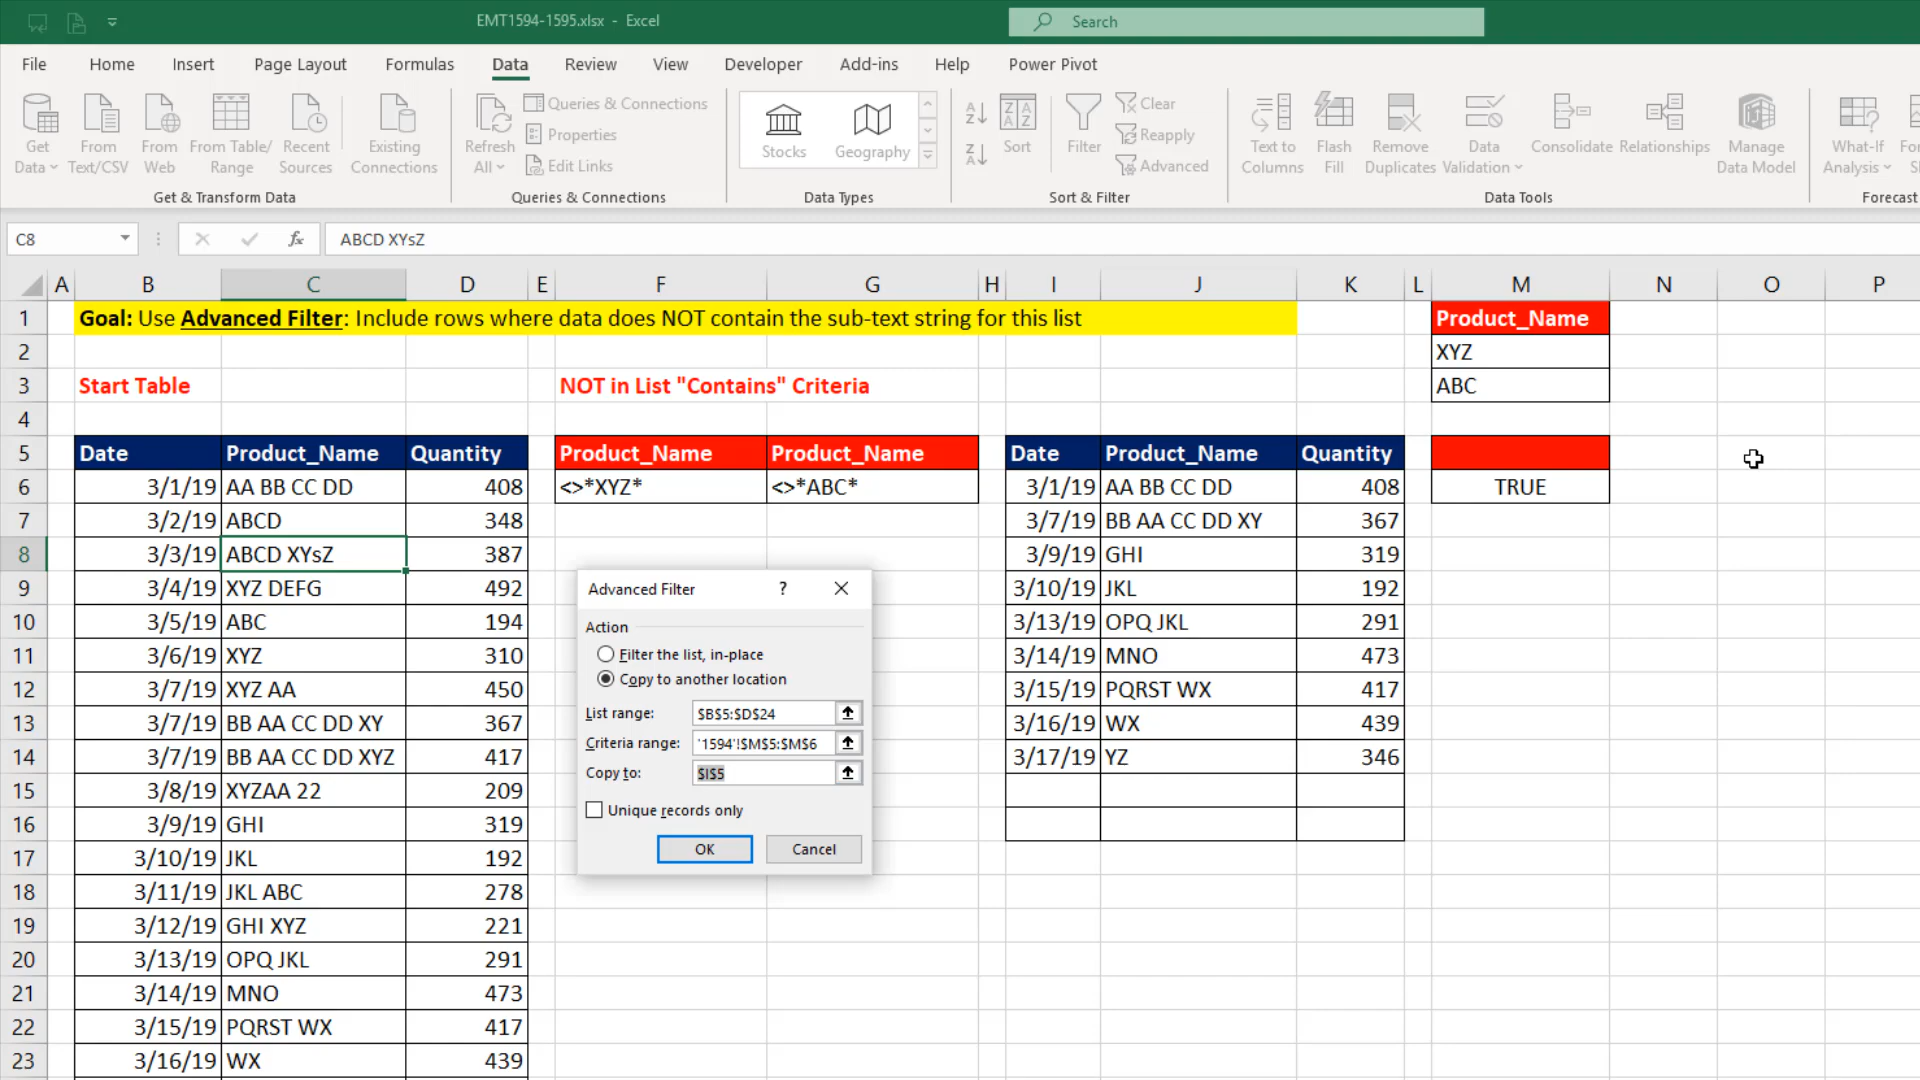 EMT1594-1595.xlsx - Excel
Search
File Home Insert Page Layout Formulas Data Review View Developer Add-ins Help Power Pivot
Get Data
From Text/CSV
From Web
From Table/ Range
Recent Sources
Existing Connections
Get & Transform Data
Refresh All
Queries & Connections
Properties
Edit Links
Queries & Connections
Stocks
Geography
Data Types
Sort
Filter
Clear
Reapply
Advanced
Sort & Filter
Text to Columns
Flash Fill
Remove Duplicates
Data Validation
Consolidate
Relationships
Manage Data Model
Data Tools
What-If Analysis
Forecast
C8 fx ABCD XYsZ
A B C D E F G H I J K L M N O P
1 Goal: Use Advanced Filter: Include rows where data does NOT contain the sub-text string for this list Product_Name
2 XYZ
3 Start Table NOT in List "Contains" Criteria ABC
4
5 Date Product_Name Quantity Product_Name Product_Name Date Product_Name Quantity
6 3/1/19 AA BB CC DD 408 <>*XYZ* <>*ABC* 3/1/19 AA BB CC DD 408 TRUE
7 3/2/19 ABCD 348 3/7/19 BB AA CC DD XY 367
8 3/3/19 ABCD XYsZ 387 3/9/19 GHI 319
9 3/4/19 XYZ DEFG 492 3/10/19 JKL 192
10 3/5/19 ABC 194 3/13/19 OPQ JKL 291
11 3/6/19 XYZ 310 3/14/19 MNO 473
12 3/7/19 XYZ AA 450 3/15/19 PQRST WX 417
13 3/7/19 BB AA CC DD XY 367 3/16/19 WX 439
14 3/7/19 BB AA CC DD XYZ 417 3/17/19 YZ 346
15 3/8/19 XYZAA 22 209
16 3/9/19 GHI 319
17 3/10/19 JKL 192
18 3/11/19 JKL ABC 278
19 3/12/19 GHI XYZ 221
20 3/13/19 OPQ JKL 291
21 3/14/19 MNO 473
22 3/15/19 PQRST WX 417
23 3/16/19 WX 439
Advanced Filter ?
Action
Filter the list, in-place
Copy to another location
List range: $B$5:$D$24
Criteria range: '1594'!$M$5:$M$6
Copy to: $I$5
Unique records only
OK Cancel